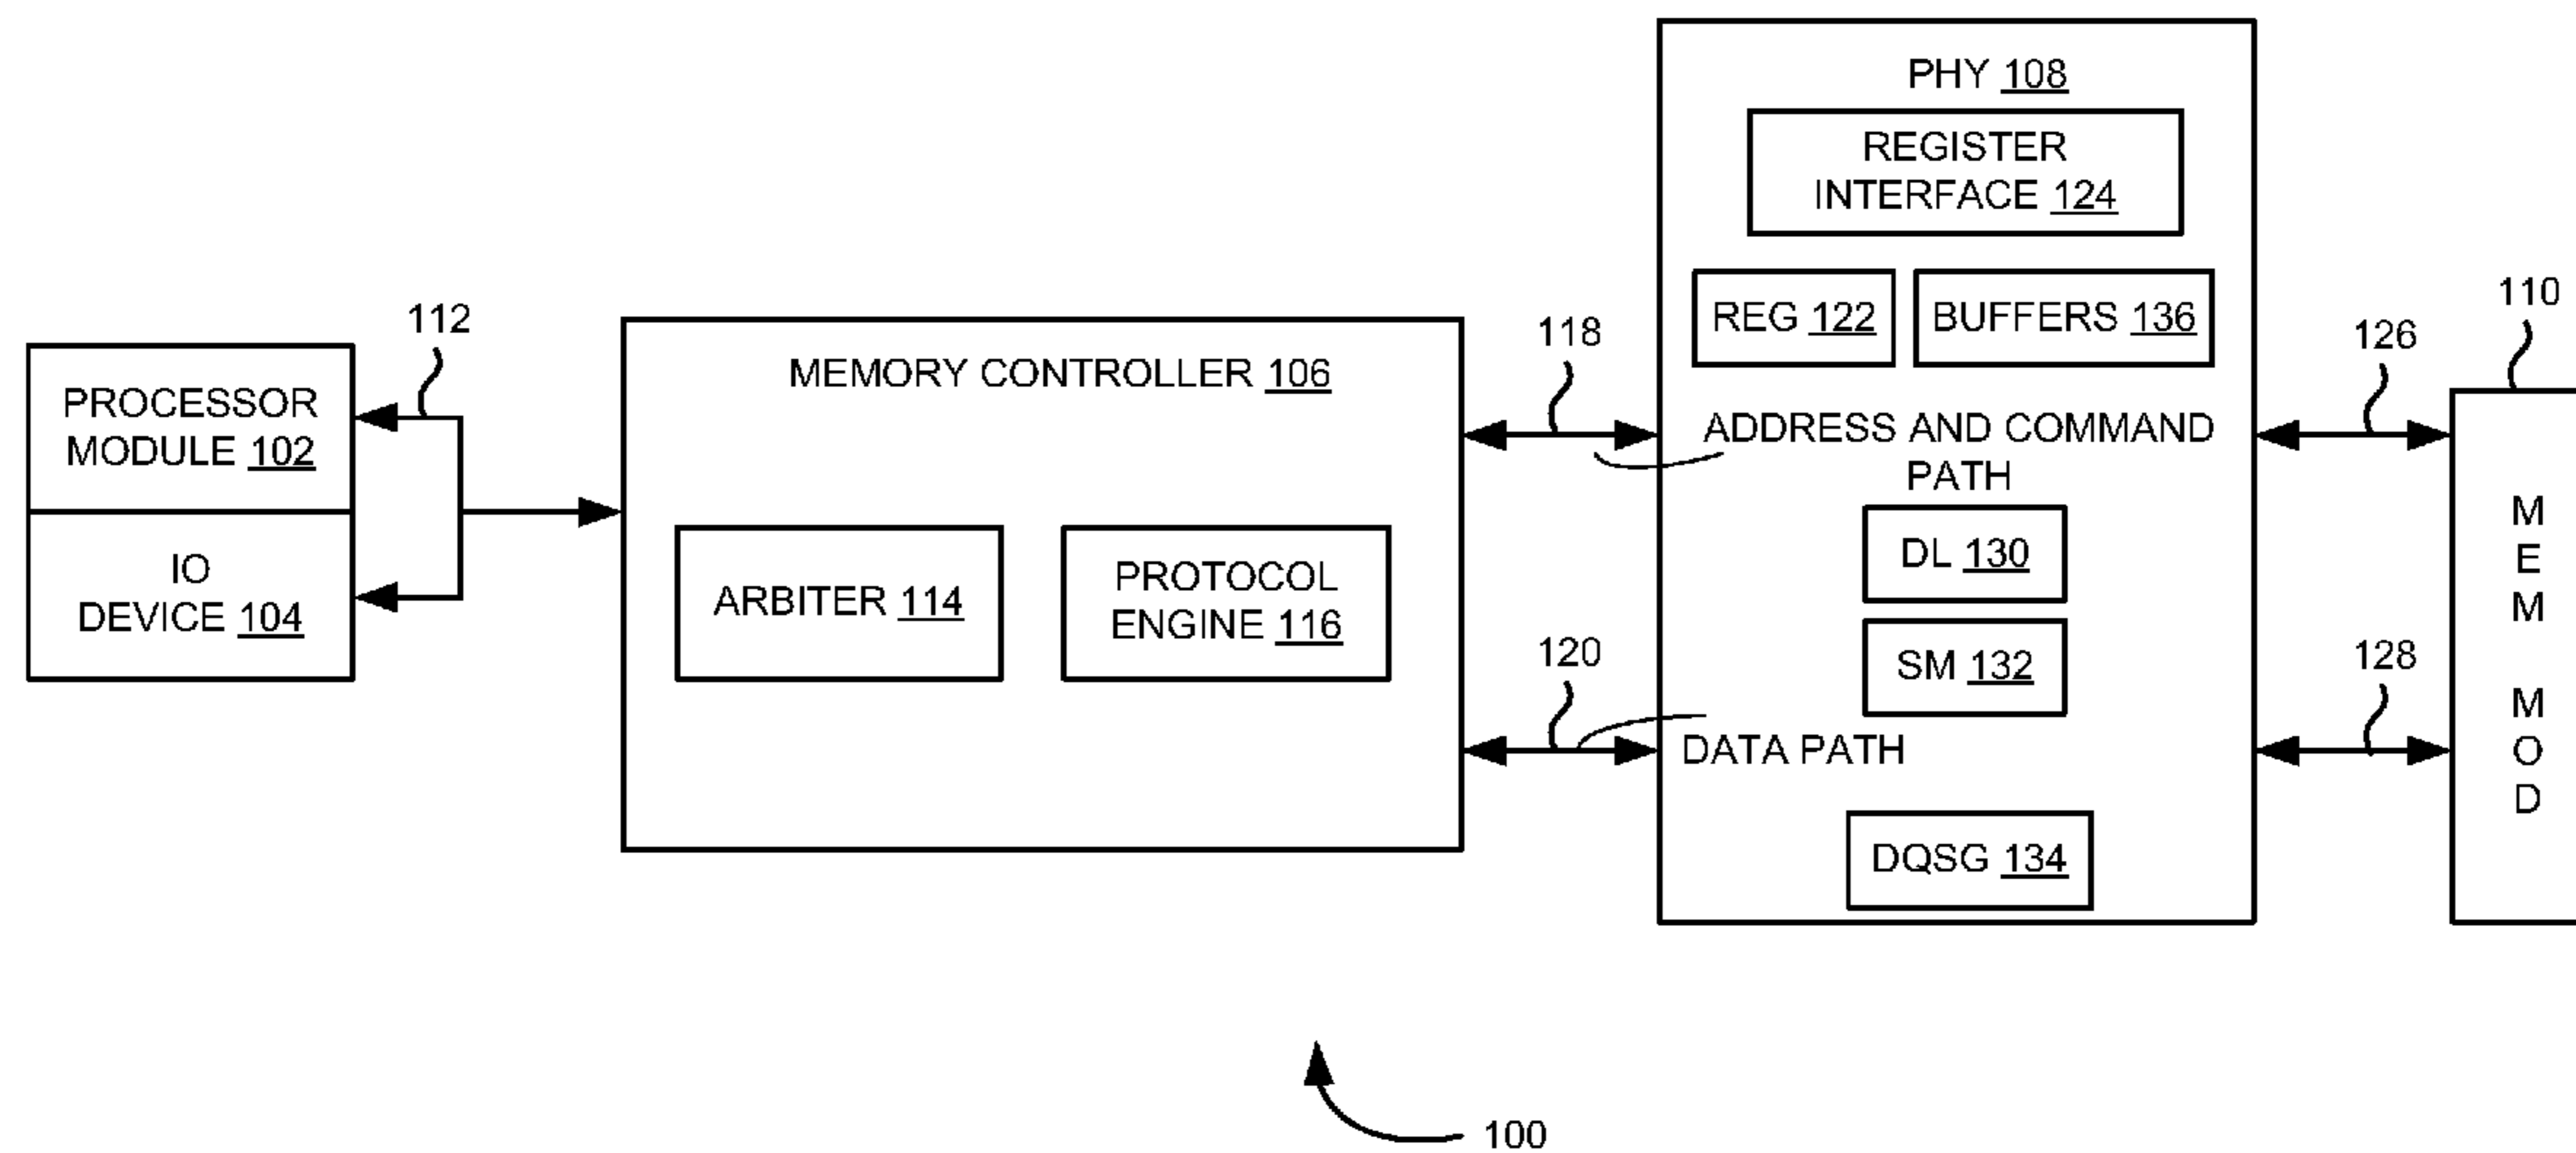 PHY 108
REGISTER
INTERFACE 124
REG 122
BUFFERS 136
110
112
118
126
PROCESSOR
MODULE 102
MEMORY CONTROLLER 106
ADDRESS AND COMMAND
PATH
IO
DEVICE 104
ARBITER 114
PROTOCOL
ENGINE 116
DL 130
SM 132
120
128
DATA PATH
DQSG 134
M
E
M
M
O
D
100